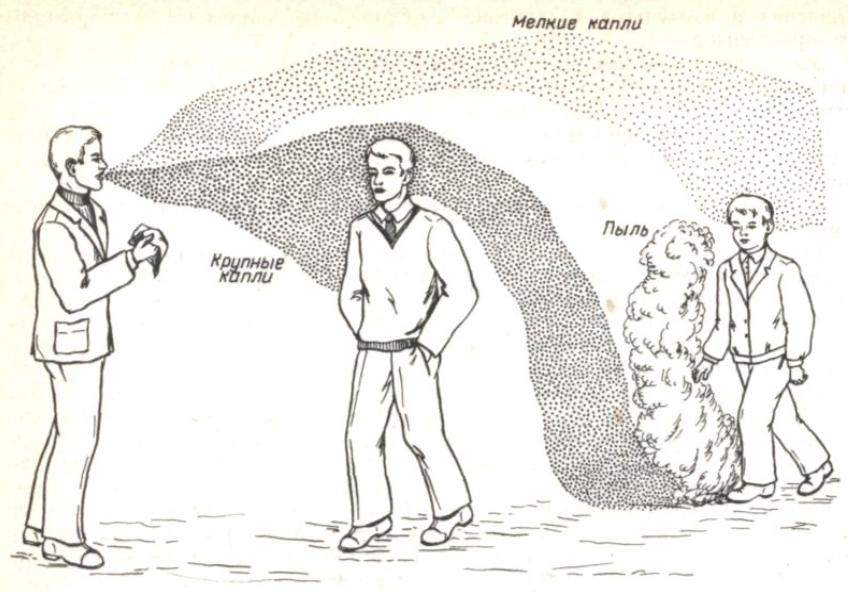 Мелкие капли
Крупные
капли
Пыль